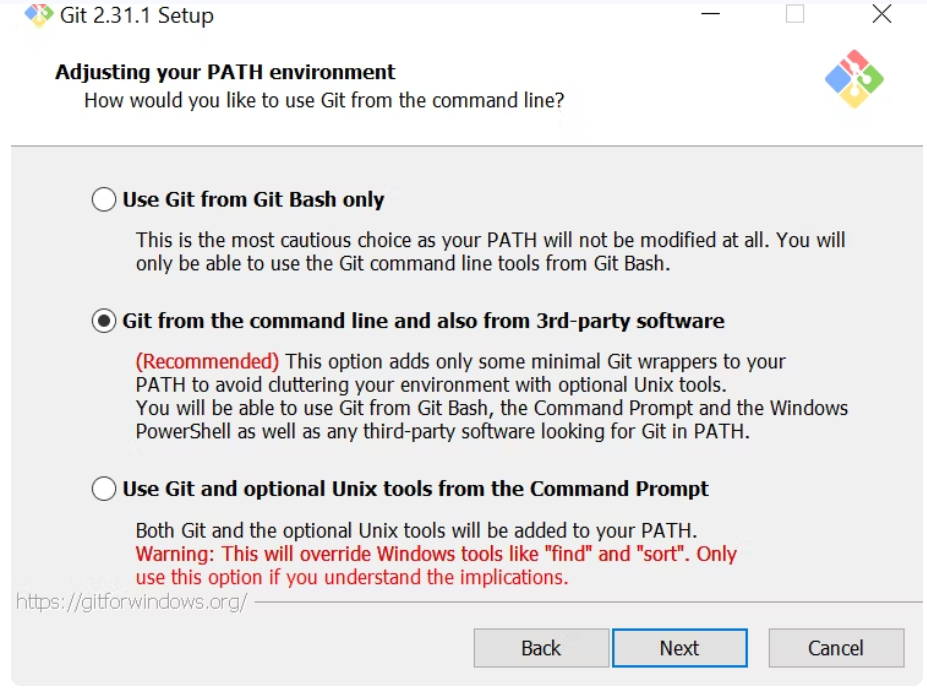 Git 2.31.1 Setup
Adjusting your PATH environment
How would you like to use Git from the command line?
Use Git from Git Bash only
This is the most cautious choice as your PATH will not be modified at all. You will
only be able to use the Git command line tools from Git Bash.
Git from the command line and also from 3rd-party software
(Recommended) This option adds only some minimal Git wrappers to your
PATH to avoid cluttering your environment with optional Unix tools.
You will be able to use Git from Git Bash, the Command Prompt and the Windows
PowerShell as well as any third-party software looking for Git in PATH.
Use Git and optional Unix tools from the Command Prompt
Both Git and the optional Unix tools will be added to your PATH.
Warning: This will override Windows tools like "find" and "sort". Only
use this option if you understand the implications.
https://gitforwindows.org/
Back Next Cancel